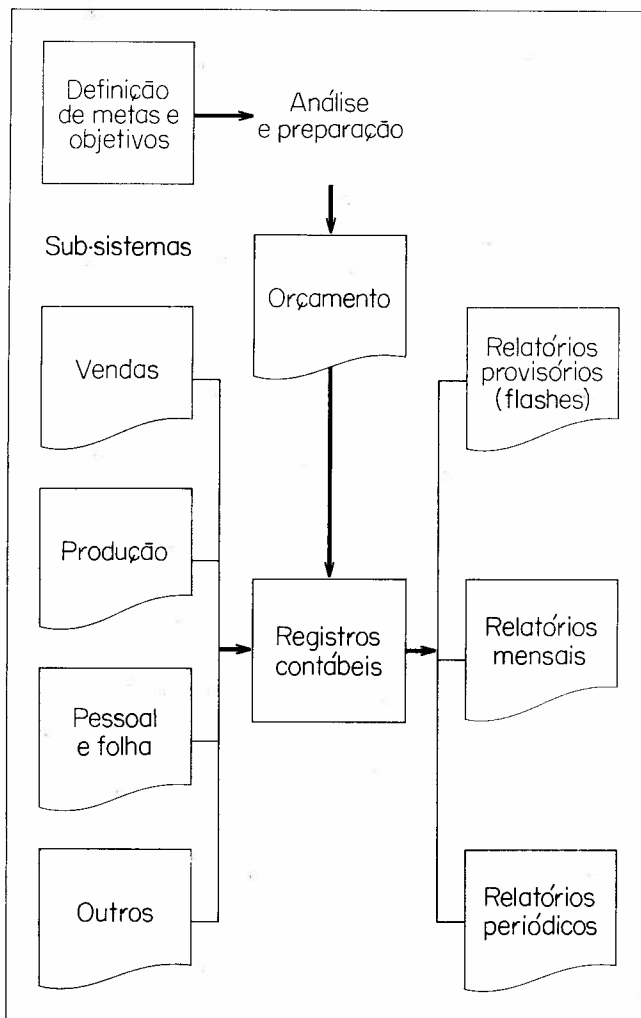 Definição
de metas e
objetivos
Análise
e preparação
Sub-sistemas
Orçamento
Vendas
Relatórios
provisórios
(flashes)
Produção
Registros
contábeis
Relatórios
mensais
Pessoal
e folha
Outros
Relatórios
periódicos